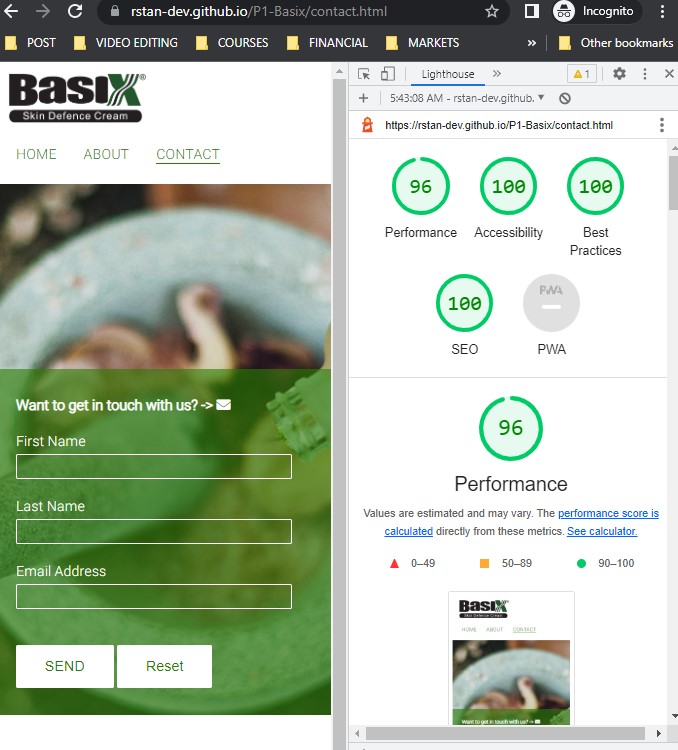 rstan-dev.github.io/P1-Basix/contact.html
Incognito
POST VIDEO EDITING COURSES FINANCIAL MARKETS » Other bookmarks
Lighthouse » 1
5:43:08 AM - rstan-dev.github.
https://rstan-dev.github.io/P1-Basix/contact.html
BasiX®
Skin Defence Cream
HOME ABOUT CONTACT
Want to get in touch with us? ->
First Name
Last Name
Email Address
SEND Reset
96 100 100
Performance Accessibility Best
Practices
100 PWA
SEO PWA
96
Performance
Values are estimated and may vary. The performance score is
calculated directly from these metrics. See calculator.
0–49 50–89 90–100
BasiX
Skin Defence Cream
HOME ABOUT CONTACT
Want to get in touch with us? ->